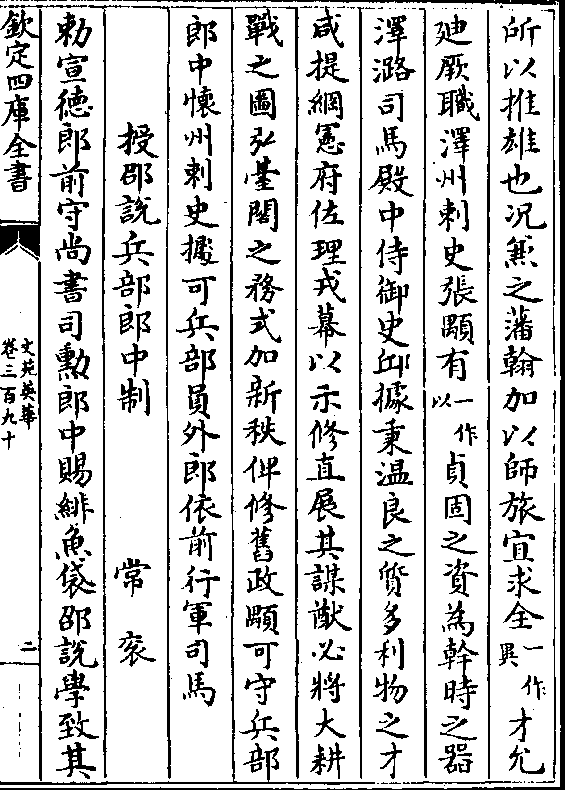 所以推雄也况兼之藩翰加以師旅宜求全一作異才允
廸厥職澤州刺史張顒有一作以貞固之資為幹時之器
澤潞司馬殿中侍御史邱據秉温良之質多利物之才
咸提綱憲府佐理戎幕以示修直展其謀猷必將大耕
戰之圖弘臺閣之務式加新秩俾修舊政顒可守兵部
郎中懷州刺史據可兵部員外郎依前行軍司馬
授邵說兵部郎中制 常衮
勅宣德郎前守尚書司勲郎中賜緋魚袋邵說學致其
欽定四庫全書
文苑英華
卷三百九十
二